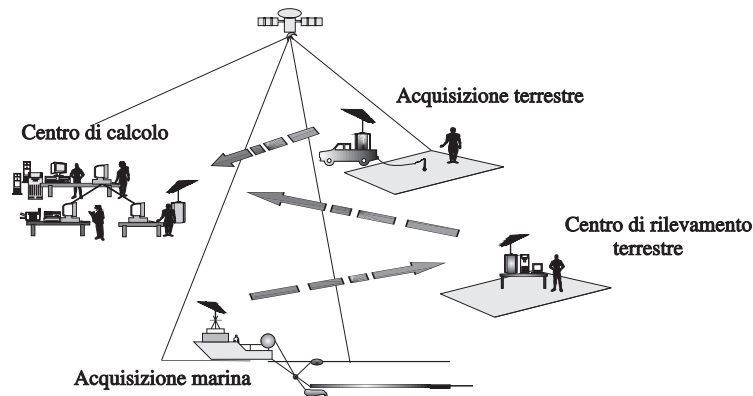 Acquisizione terrestre
Centro di calcolo
Centro di rilevamento
terrestre
Acquisizione marina